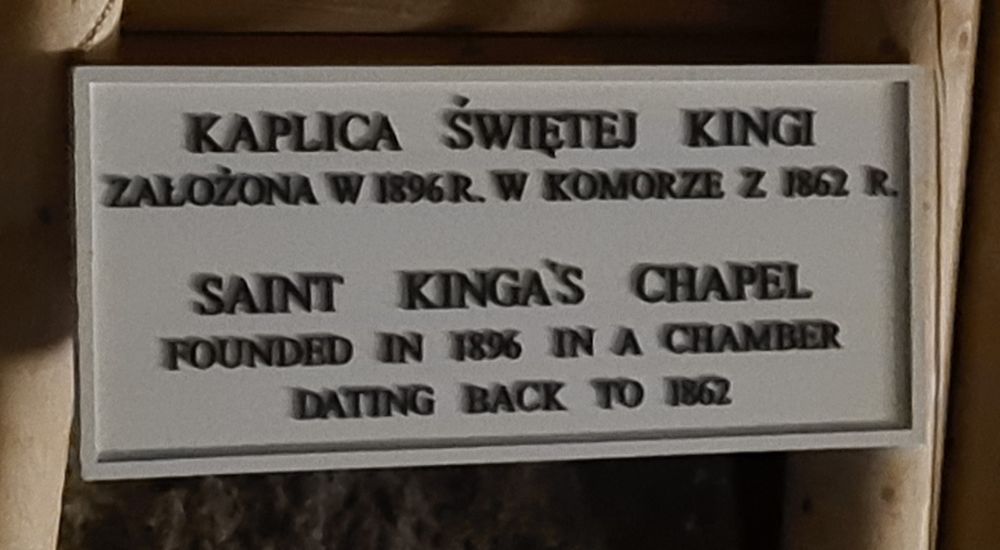 KAPLICA ŚWIĘTEJ KINGI
ZAŁOŻONA W 1896 R. W KOMORZE Z 1862 R.
SAINT KINGA`S CHAPEL
FOUNDED IN 1896 IN A CHAMBER
DATING BACK TO 1862